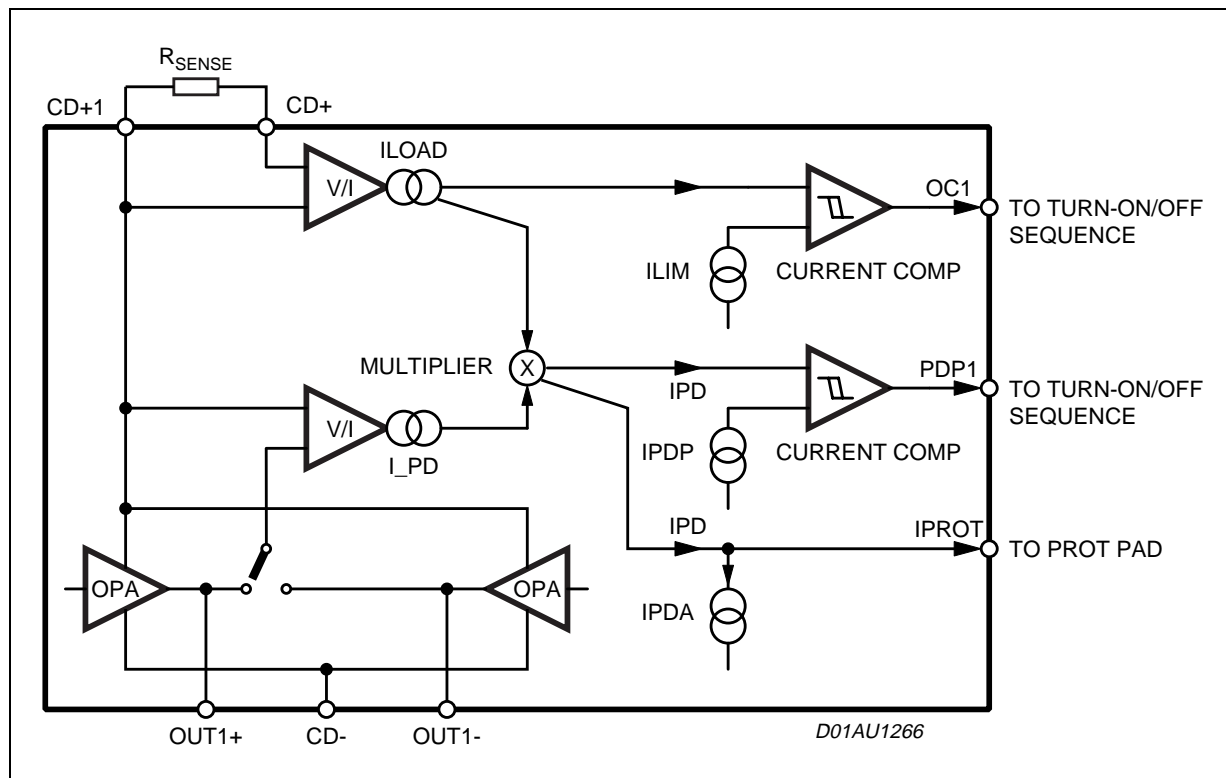 RSENSE
CD+1
CD+
ILOAD
V/I
OC1
TO TURN-ON/OFF
SEQUENCE
ILIM
CURRENT COMP
MULTIPLIER
X
IPD
PDP1
TO TURN-ON/OFF
SEQUENCE
V/I
I_PD
IPDP
CURRENT COMP
IPD
IPROT
TO PROT PAD
OPA
OPA
IPDA
OUT1+
CD-
OUT1-
D01AU1266